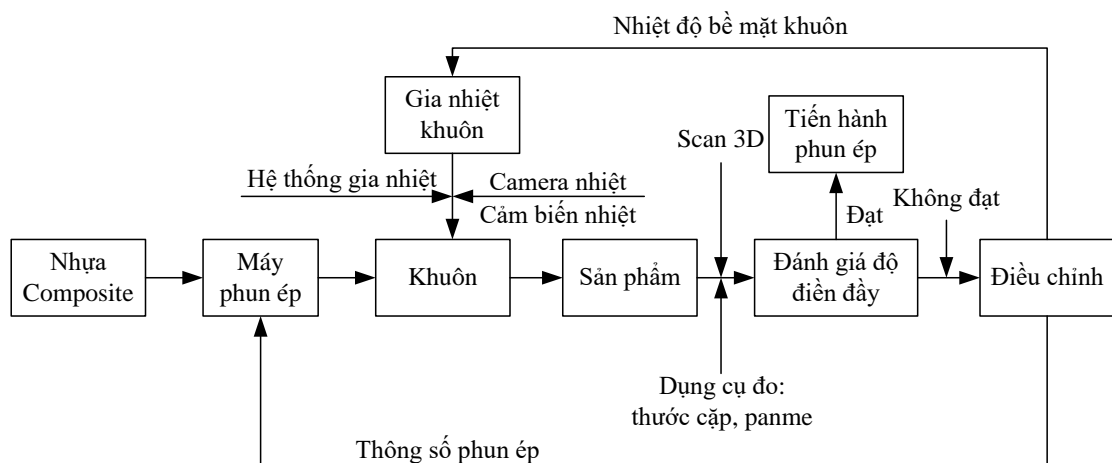 Nhiệt độ bề mặt khuôn
Gia nhiệt
khuôn
Scan 3D
Tiến hành
phun ép
Hệ thống gia nhiệt
Camera nhiệt
Cảm biến nhiệt
Đạt
Không đạt
Nhựa
Composite
Máy
phun ép
Khuôn
Sản phẩm
Đánh giá độ
điền đầy
Điều chỉnh
Dụng cụ đo:
thước cặp, panme
Thông số phun ép